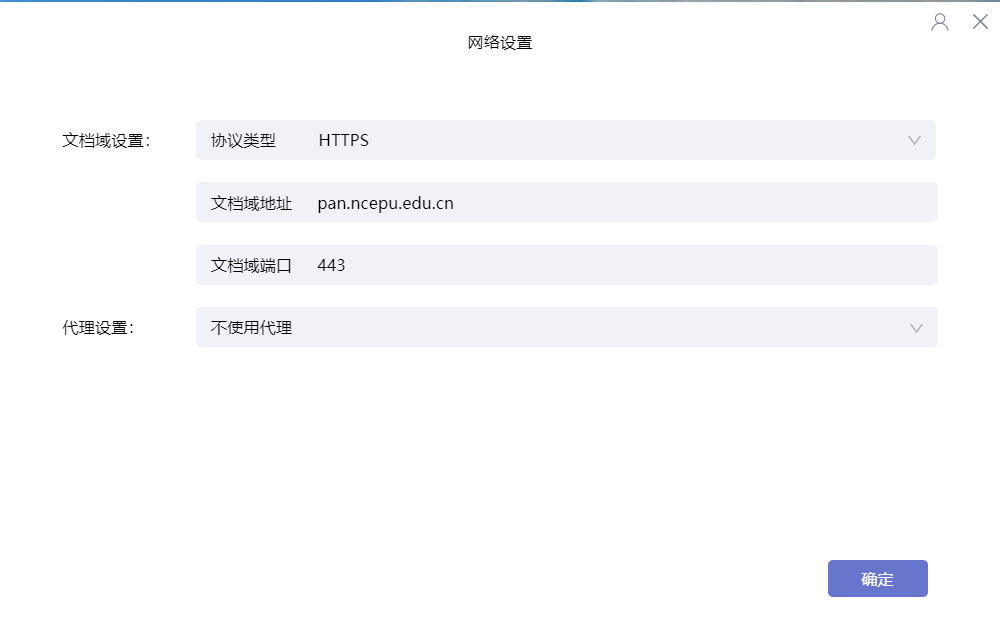 网络设置
文档域设置： 协议类型 HTTPS
文档域地址 pan.ncepu.edu.cn
文档域端口 443
代理设置： 不使用代理
确定